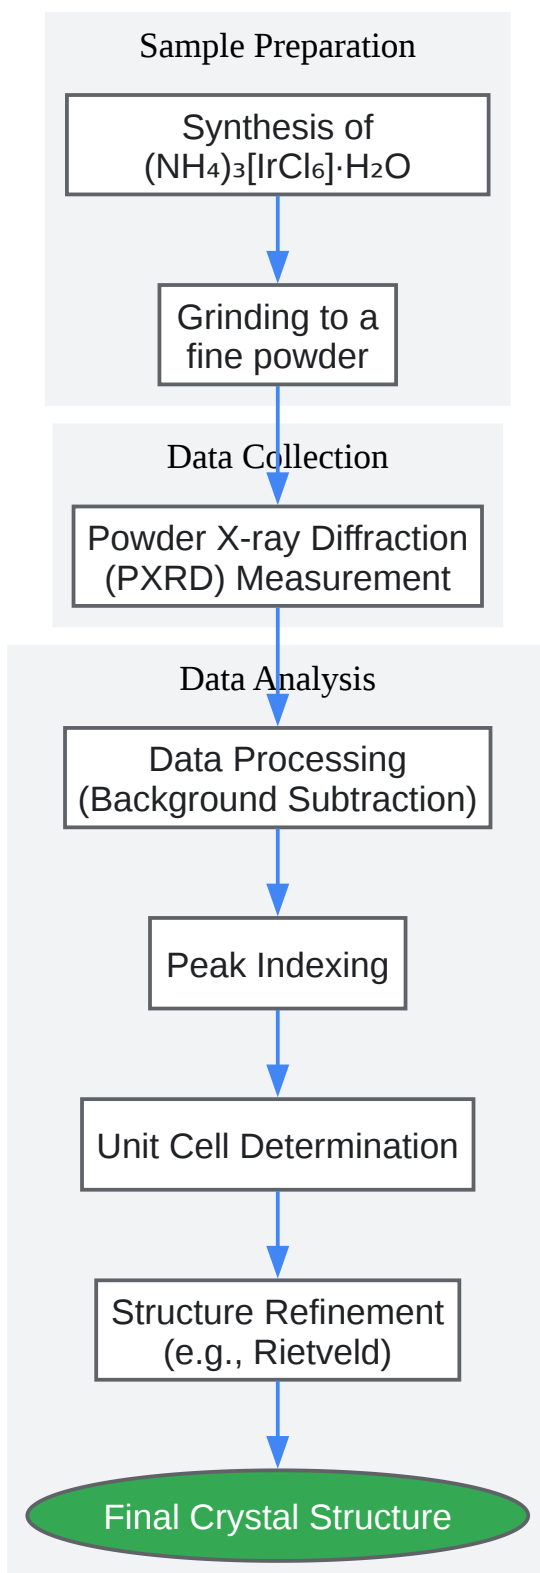 Sample Preparation
Synthesis of
(NH₄)₃[IrCl₆]·H₂O
Grinding to a
fine powder
Data Collection
Powder X-ray Diffraction
(PXRD) Measurement
Data Analysis
Data Processing
(Background Subtraction)
Peak Indexing
Unit Cell Determination
Structure Refinement
(e.g., Rietveld)
Final Crystal Structure